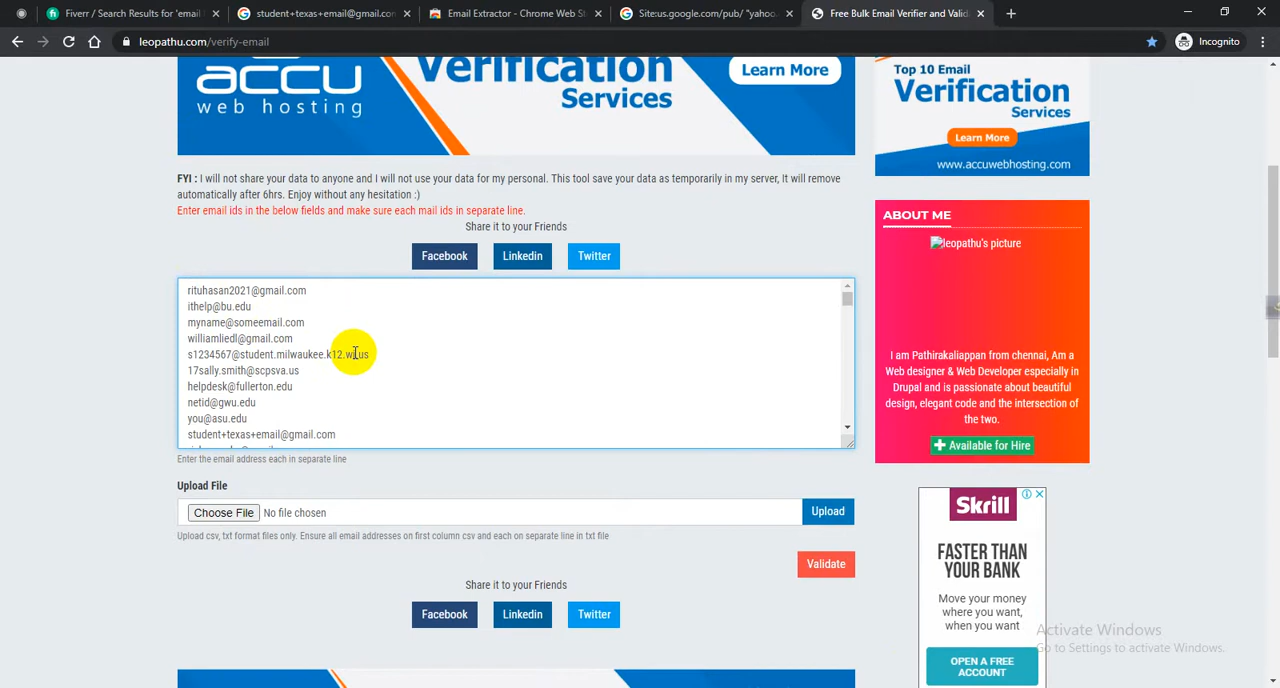 Fiverr / Search Results for 'email
student+texas+email@gmail.con
Email Extractor - Chrome Web St
Site:us.google.com/pub/ "yahoo.
Free Bulk Email Verifier and Valid
leopathu.com/verify-email
Incognito
ACCU
web hosting
Verification
Services
Learn More
Top 10 Email
Verification
Services
Learn More
www.accuwebhosting.com
FYI : I will not share your data to anyone and I will not use your data for my personal. This tool save your data as temporarily in my server, It will remove
automatically after 6hrs. Enjoy without any hesitation :)
Enter email ids in the below fields and make sure each mail ids in separate line.
Share it to your Friends
Facebook
Linkedin
Twitter
rituhasan2021@gmail.com
ithelp@bu.edu
myname@someemail.com
williamliedl@gmail.com
s1234567@student.milwaukee.k12.wi.us
17sally.smith@scpsva.us
helpdesk@fullerton.edu
netid@gwu.edu
you@asu.edu
student+texas+email@gmail.com
Enter the email address each in separate line
Upload File
Choose File No file chosen
Upload
Upload csv, txt format files only. Ensure all email addresses on first column csv and each on separate line in txt file
Validate
Share it to your Friends
Facebook
Linkedin
Twitter
ABOUT ME
leopathu's picture
I am Pathirakaliappan from chennai, Am a
Web designer & Web Developer especially in
Drupal and is passionate about beautiful
design, elegant code and the intersection of
the two.
Available for Hire
Skrill
FASTER THAN
YOUR BANK
Move your money
where you want,
when you want
OPEN A FREE
ACCOUNT
Activate Windows
Go to Settings to activate Windows.